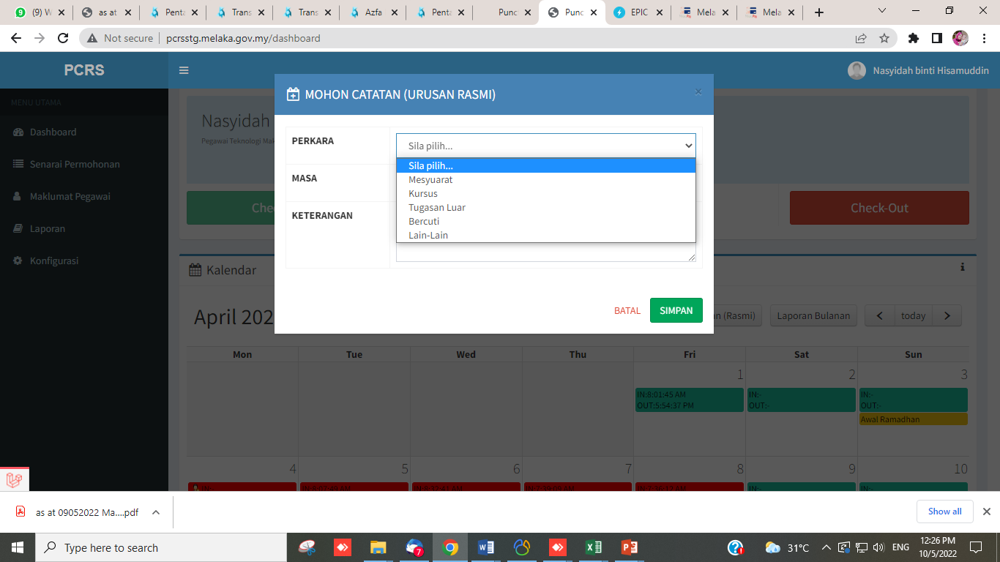 (9) W
as at
Penta
Trans
Trans
Azfa
Penta
Punc
Punc
EPIC
Mela
Mela
Not secure
pcrsstg.melaka.gov.my/dashboard
PCRS
Nasyidah binti Hisamuddin
MENU UTAMA
Dashboard
Senarai Permohonan
Maklumat Pegawai
Laporan
Konfigurasi
Nasyidah
Pegawai Teknologi Mak
MOHON CATATAN (URUSAN RASMI)
×
PERKARA
Sila pilih...
Sila pilih...
Mesyuarat
Kursus
Tugasan Luar
Bercuti
Lain-Lain
MASA
KETERANGAN
BATAL
SIMPAN
Che
Check-Out
Kalendar
April 202
n (Rasmi)
Laporan Bulanan
today
Mon Tue Wed Thu Fri Sat Sun
1 2 3
IN:8:01:45 AM
OUT:5:54:37 PM
IN:-
OUT:-
IN:-
OUT:-
Awal Ramadhan
4 5 6 7 8 9 10
IN:-
IN:8:07:49 AM
IN:8:32:41 AM
IN:7:39:09 AM
IN:7:30:12 AM
IN:-
IN:-
as at 09052022 Ma....pdf
Show all
Type here to search
7
31°C
ENG
12:26 PM
10/5/2022